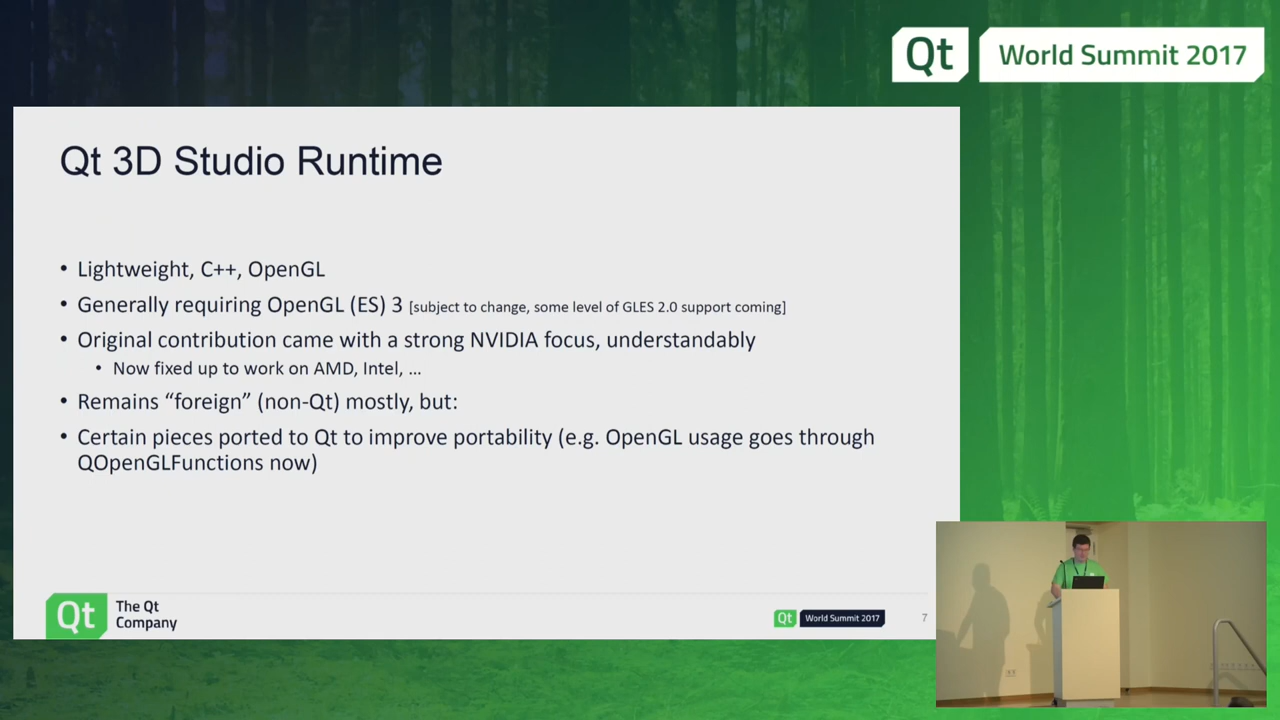 Qt World Summit 2017
Qt 3D Studio Runtime
• Lightweight, C++, OpenGL
• Generally requiring OpenGL (ES) 3 [subject to change, some level of GLES 2.0 support coming]
• Original contribution came with a strong NVIDIA focus, understandably
• Now fixed up to work on AMD, Intel, ...
• Remains “foreign” (non-Qt) mostly, but:
• Certain pieces ported to Qt to improve portability (e.g. OpenGL usage goes through
QOpenGLFunctions now)
Qt The Qt
Company
Qt World Summit 2017
7